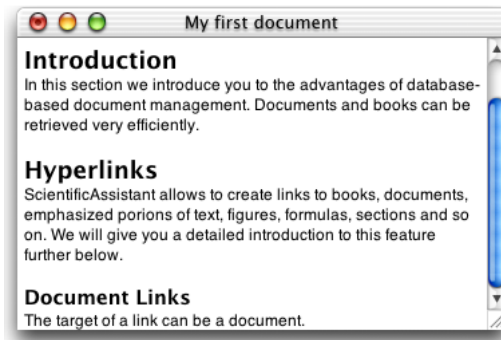 My first document
Introduction
In this section we introduce you to the advantages of database-
based document management. Documents and books can be
retrieved very efficiently.
Hyperlinks
ScientificAssistant allows to create links to books, documents,
emphasized porions of text, figures, formulas, sections and so
on. We will give you a detailed introduction to this feature
further below.
Document Links
The target of a link can be a document.